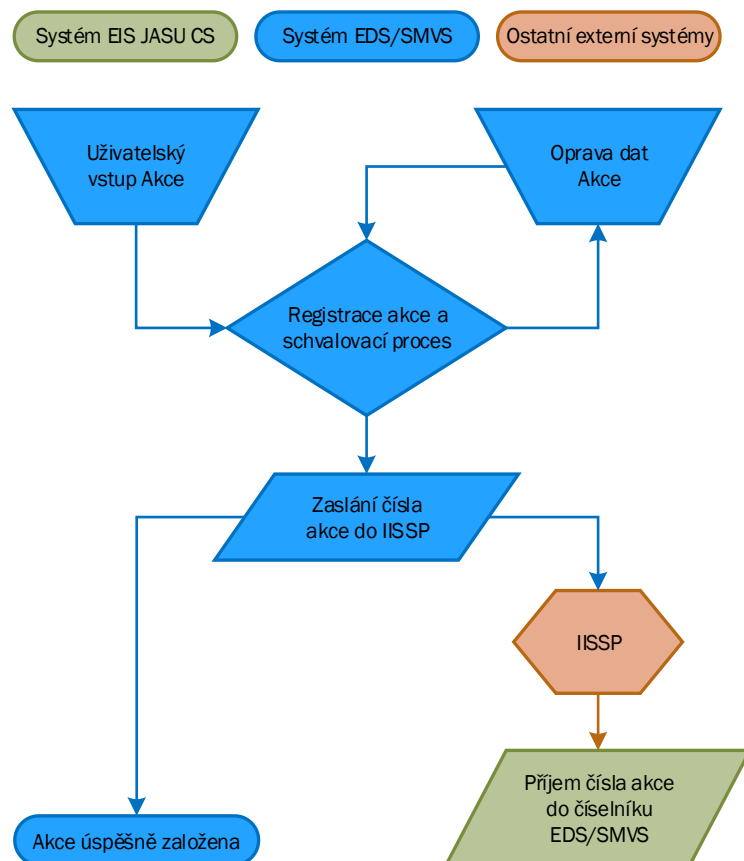 Systém EIS JASU CS
Systém EDS/SMVS
Ostatní externí systémy
Uživatelský
vstup Akce
Oprava dat
Akce
Registrace akce a
schvalovací proces
Zaslání čísla
akce do IISSP
IISSP
Příjem čísla akce
do číselníku
EDS/SMVS
Akce úspěšně založena